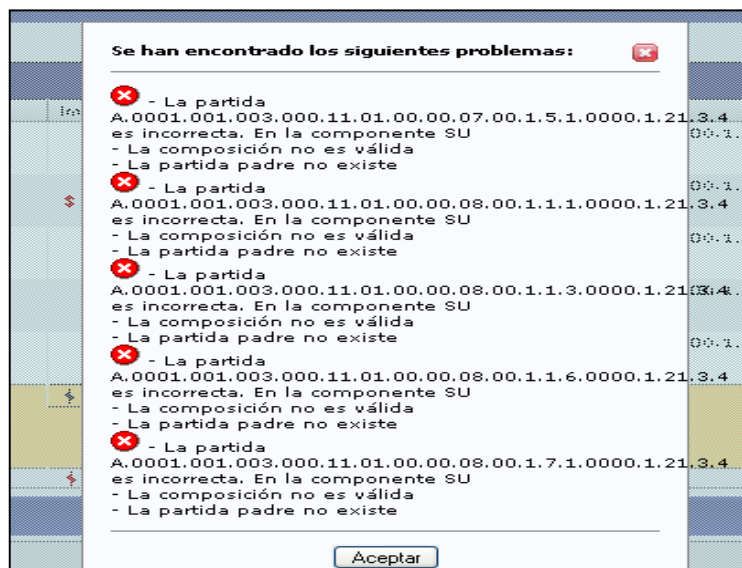 Se han encontrado los siguientes problemas:
- La partida
A.0001.001.003.000.11.01.00.00.07.00.1.5.1.0000.1.21.3.4
es incorrecta. En la componente SU
- La composición no es válida
- La partida padre no existe
- La partida
A.0001.001.003.000.11.01.00.00.08.00.1.1.1.0000.1.21.3.4
es incorrecta. En la componente SU
- La composición no es válida
- La partida padre no existe
- La partida
A.0001.001.003.000.11.01.00.00.08.00.1.1.3.0000.1.21.3.4
es incorrecta. En la componente SU
- La composición no es válida
- La partida padre no existe
- La partida
A.0001.001.003.000.11.01.00.00.08.00.1.1.6.0000.1.21.3.4
es incorrecta. En la componente SU
- La composición no es válida
- La partida padre no existe
- La partida
A.0001.001.003.000.11.01.00.00.08.00.1.7.1.0000.1.21.3.4
es incorrecta. En la componente SU
- La composición no es válida
- La partida padre no existe
Aceptar
Im
$
00.1.
00.1.
00.1.
00.1.
$
$